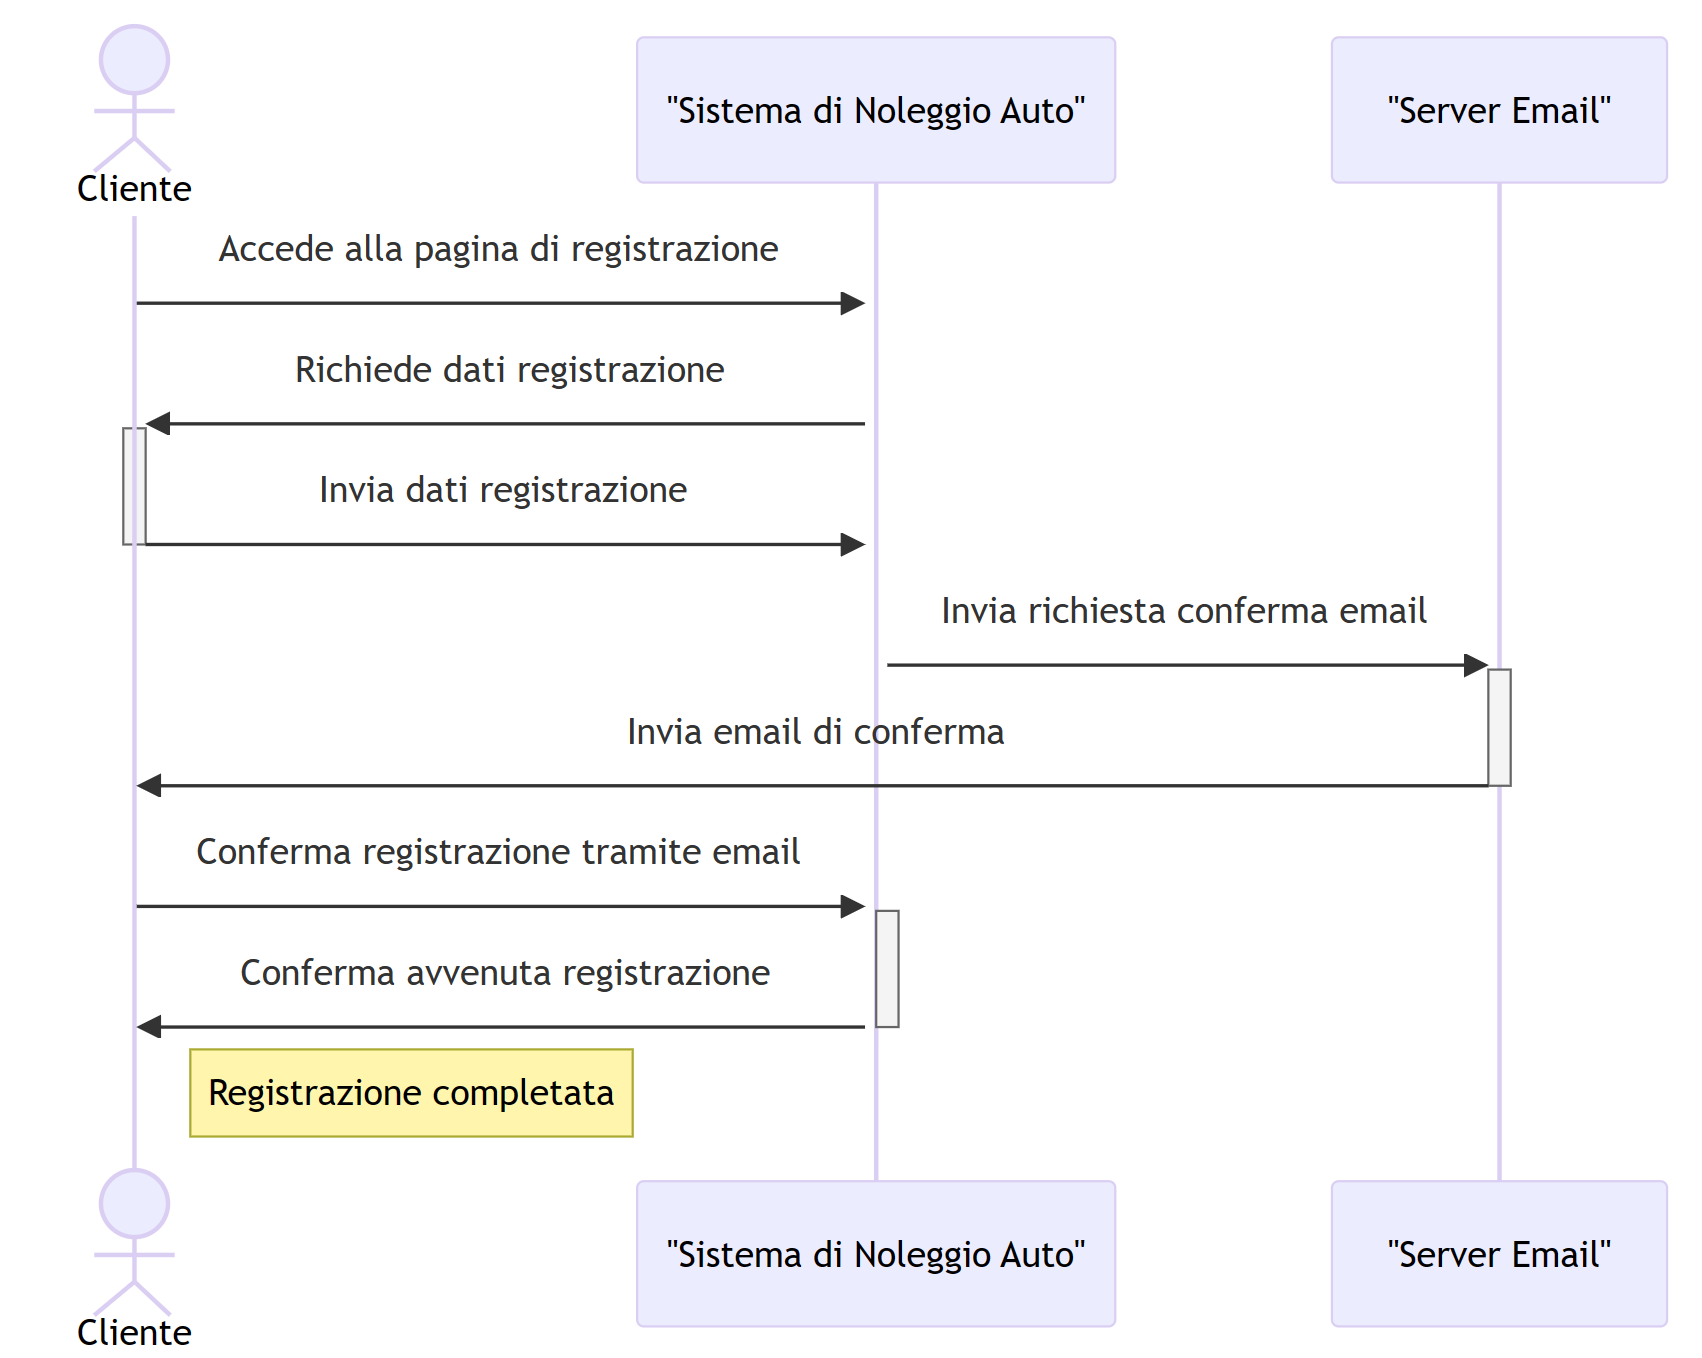 Cliente
"Sistema di Noleggio Auto"
"Server Email"
Accede alla pagina di registrazione
Richiede dati registrazione
Invia dati registrazione
Invia richiesta conferma email
Invia email di conferma
Conferma registrazione tramite email
Conferma avvenuta registrazione
Registrazione completata
Cliente
"Sistema di Noleggio Auto"
"Server Email"